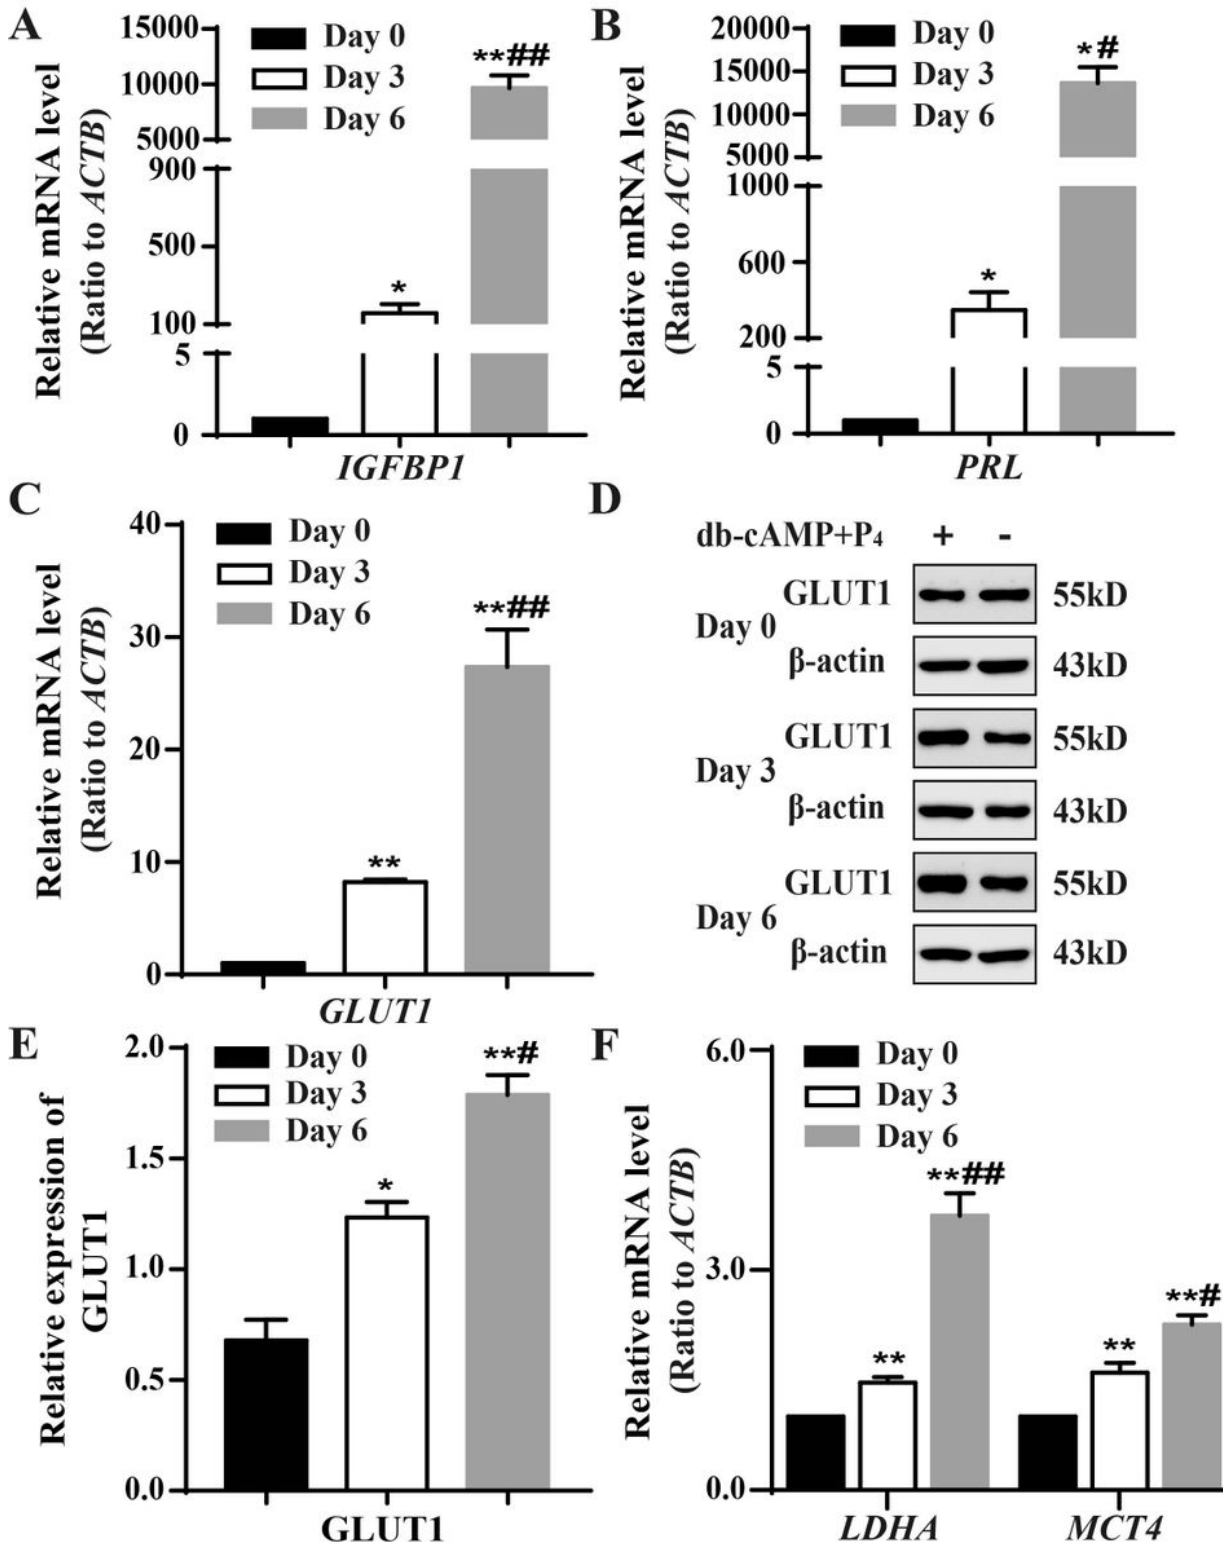 A
15000
10000
5000
900
500
100
5
0
Relative mRNA level
(Ratio to ACTB)
Day 0
Day 3
Day 6
*
**##
IGFBP1
B
20000
15000
10000
5000
1000
600
200
5
0
Relative mRNA level
(Ratio to ACTB)
Day 0
Day 3
Day 6
*
*#
PRL
C
40
30
20
10
0
Relative mRNA level
(Ratio to ACTB)
Day 0
Day 3
Day 6
**
**##
GLUT1
D
db-cAMP+P4 + -
Day 0
GLUT1 55kD
β-actin 43kD
Day 3
GLUT1 55kD
β-actin 43kD
Day 6
GLUT1 55kD
β-actin 43kD
E
2.0
1.5
1.0
0.5
0.0
Relative expression of
GLUT1
Day 0
Day 3
Day 6
*
**#
GLUT1
F
6.0
3.0
0.0
Relative mRNA level
(Ratio to ACTB)
Day 0
Day 3
Day 6
**
**##
**
**#
LDHA MCT4